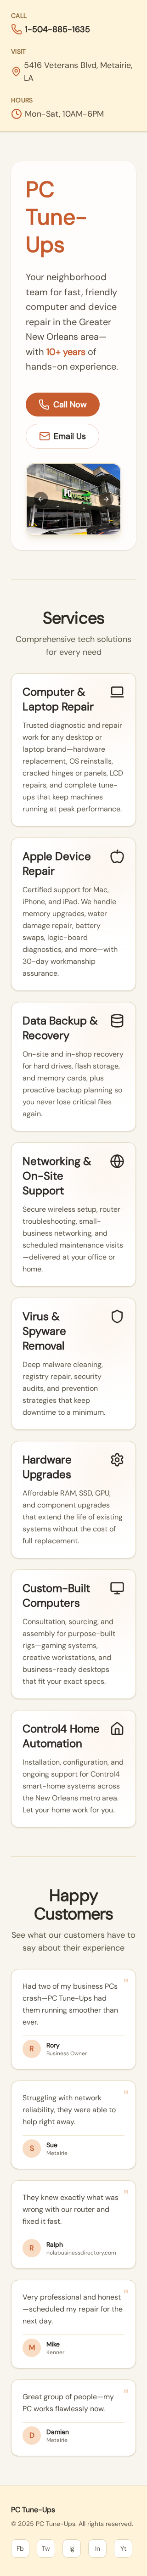 CALL
1-504-885-1635
VISIT
5416 Veterans Blvd, Metairie,
LA
HOURS
Mon-Sat, 10AM-6PM
PC
Tune-
Ups
Your neighborhood
team for fast, friendly
computer and device
repair in the Greater
New Orleans area—
with 10+ years of
hands-on experience.
Call Now
Email Us
Services
Comprehensive tech solutions
for every need
Computer &
Laptop Repair
Trusted diagnostic and repair
work for any desktop or
laptop brand—hardware
replacement, OS reinstalls,
cracked hinges or panels, LCD
repairs, and complete tune-
ups that keep machines
running at peak performance.
Apple Device
Repair
Certified support for Mac,
iPhone, and iPad. We handle
memory upgrades, water
damage repair, battery
swaps, logic-board
diagnostics, and more—with
30-day workmanship
assurance.
Data Backup &
Recovery
On-site and in-shop recovery
for hard drives, flash storage,
and memory cards, plus
proactive backup planning so
you never lose critical files
again.
Networking &
On-Site
Support
Secure wireless setup, router
troubleshooting, small-
business networking, and
scheduled maintenance visits
—delivered at your office or
home.
Virus &
Spyware
Removal
Deep malware cleaning,
registry repair, security
audits, and prevention
strategies that keep
downtime to a minimum.
Hardware
Upgrades
Affordable RAM, SSD, GPU,
and component upgrades
that extend the life of existing
systems without the cost of
full replacement.
Custom-Built
Computers
Consultation, sourcing, and
assembly for purpose-built
rigs—gaming systems,
creative workstations, and
business-ready desktops
that fit your exact specs.
Control4 Home
Automation
Installation, configuration, and
ongoing support for Control4
smart-home systems across
the New Orleans metro area.
Let your home work for you.
Happy
Customers
See what our customers have to
say about their experience
Had two of my business PCs
crash—PC Tune-Ups had
them running smoother than
ever.
R
Rory
Business Owner
Struggling with network
reliability, they were able to
help right away.
S
Sue
Metairie
They knew exactly what was
wrong with our router and
fixed it fast.
R
Ralph
nolabusinessdirectory.com
Very professional and honest
—scheduled my repair for the
next day.
M
Mike
Kenner
Great group of people—my
PC works flawlessly now.
D
Damian
Metairie
PC Tune-Ups
© 2025 PC Tune-Ups. All rights reserved.
Fb
Tw
Ig
In
Yt